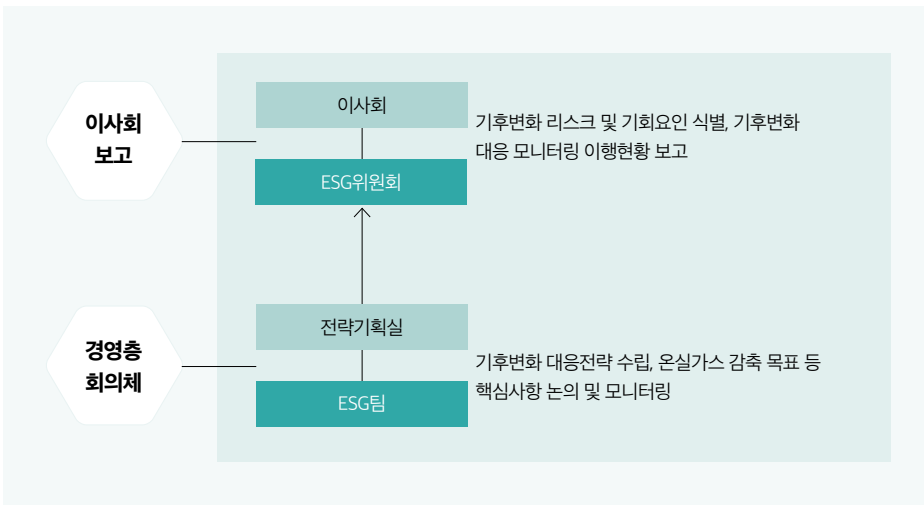 이사회
보고
이사회
ESG위원회
기후변화 리스크 및 기회요인 식별, 기후변화
대응 모니터링 이행현황 보고
경영층
회의체
전략기획실
ESG팀
기후변화 대응전략 수립, 온실가스 감축 목표 등
핵심사항 논의 및 모니터링